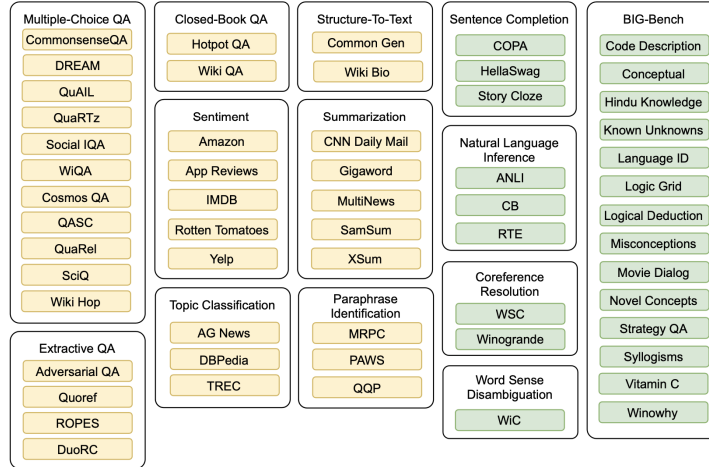 Multiple-Choice QA
CommonsenseQA
DREAM
QuAIL
QuaRTz
Social IQA
WiQA
Cosmos QA
QASC
QuaRel
SciQ
Wiki Hop
Extractive QA
Adversarial QA
Quoref
ROPES
DuoRC
Closed-Book QA
Hotpot QA
Wiki QA
Sentiment
Amazon
App Reviews
IMDB
Rotten Tomatoes
Yelp
Topic Classification
AG News
DBPedia
TREC
Structure-To-Text
Common Gen
Wiki Bio
Summarization
CNN Daily Mail
Gigaword
MultiNews
SamSum
XSum
Paraphrase
Identification
MRPC
PAWS
QQP
Sentence Completion
COPA
HellaSwag
Story Cloze
Natural Language
Inference
ANLI
CB
RTE
Coreference
Resolution
WSC
Winogrande
Word Sense
Disambiguation
WiC
BIG-Bench
Code Description
Conceptual
Hindu Knowledge
Known Unknowns
Language ID
Logic Grid
Logical Deduction
Misconceptions
Movie Dialog
Novel Concepts
Strategy QA
Syllogisms
Vitamin C
Winowhy